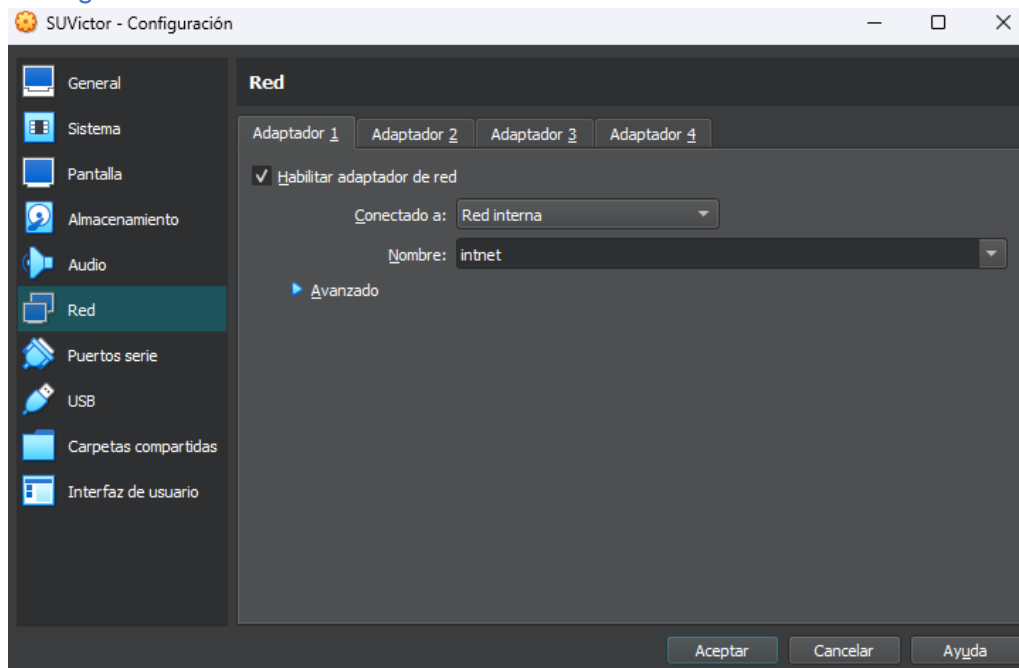 SUVictor - Configuración
General
Sistema
Pantalla
Almacenamiento
Audio
Red
Puertos serie
USB
Carpetas compartidas
Interfaz de usuario
Red
Adaptador 1 Adaptador 2 Adaptador 3 Adaptador 4
Habilitar adaptador de red
Conectado a: Red interna
Nombre: intnet
Avanzado
Aceptar Cancelar Ayuda